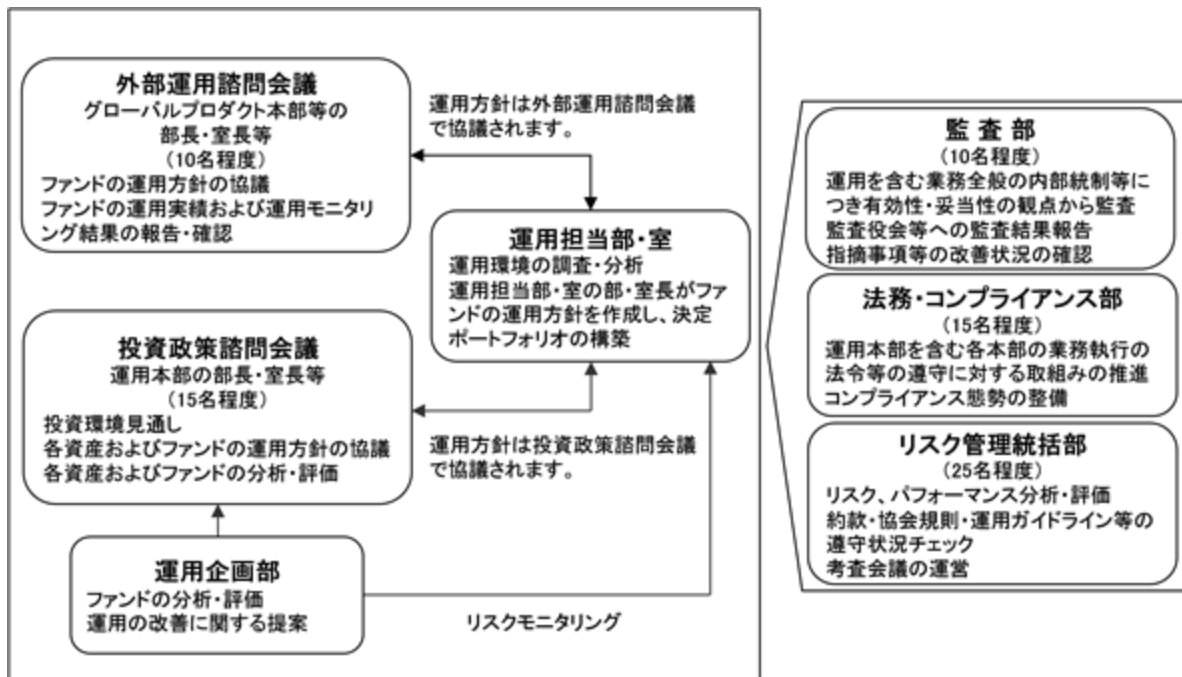 外部運用諮問会議
グローバルプロダクト本部等の
部長・室長等
(10名程度)
ファンドの運用方針の協議
ファンドの運用実績および運用モニタリ
ング結果の報告・確認
運用方針は外部運用諮問会議
で協議されます。
運用担当部・室
運用環境の調査・分析
運用担当部・室の部・室長がファ
ンドの運用方針を作成し、決定
ポートフォリオの構築
投資政策諮問会議
運用本部の部長・室長等
(15名程度)
投資環境見通し
各資産およびファンドの運用方針の協議
各資産およびファンドの分析・評価
運用方針は投資政策諮問会議
で協議されます。
運用企画部
ファンドの分析・評価
運用の改善に関する提案
リスクモニタリング
監査部
(10名程度)
運用を含む業務全般の内部統制等に
つき有効性・妥当性の観点から監査
監査役会等への監査結果報告
指摘事項等の改善状況の確認
法務・コンプライアンス部
(15名程度)
運用本部を含む各本部の業務執行の
法令等の遵守に対する取組みの推進
コンプライアンス態勢の整備
リスク管理統括部
(25名程度)
リスク、パフォーマンス分析・評価
約款・協会規則・運用ガイドライン等の
遵守状況チェック
考査会議の運営